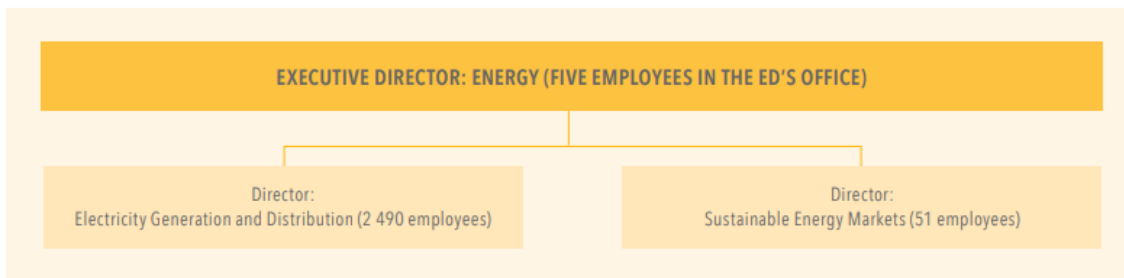 EXECUTIVE DIRECTOR: ENERGY (FIVE EMPLOYEES IN THE ED'S OFFICE)
Director:
Electricity Generation and Distribution (2 490 employees)
Director:
Sustainable Energy Markets (51 employees)